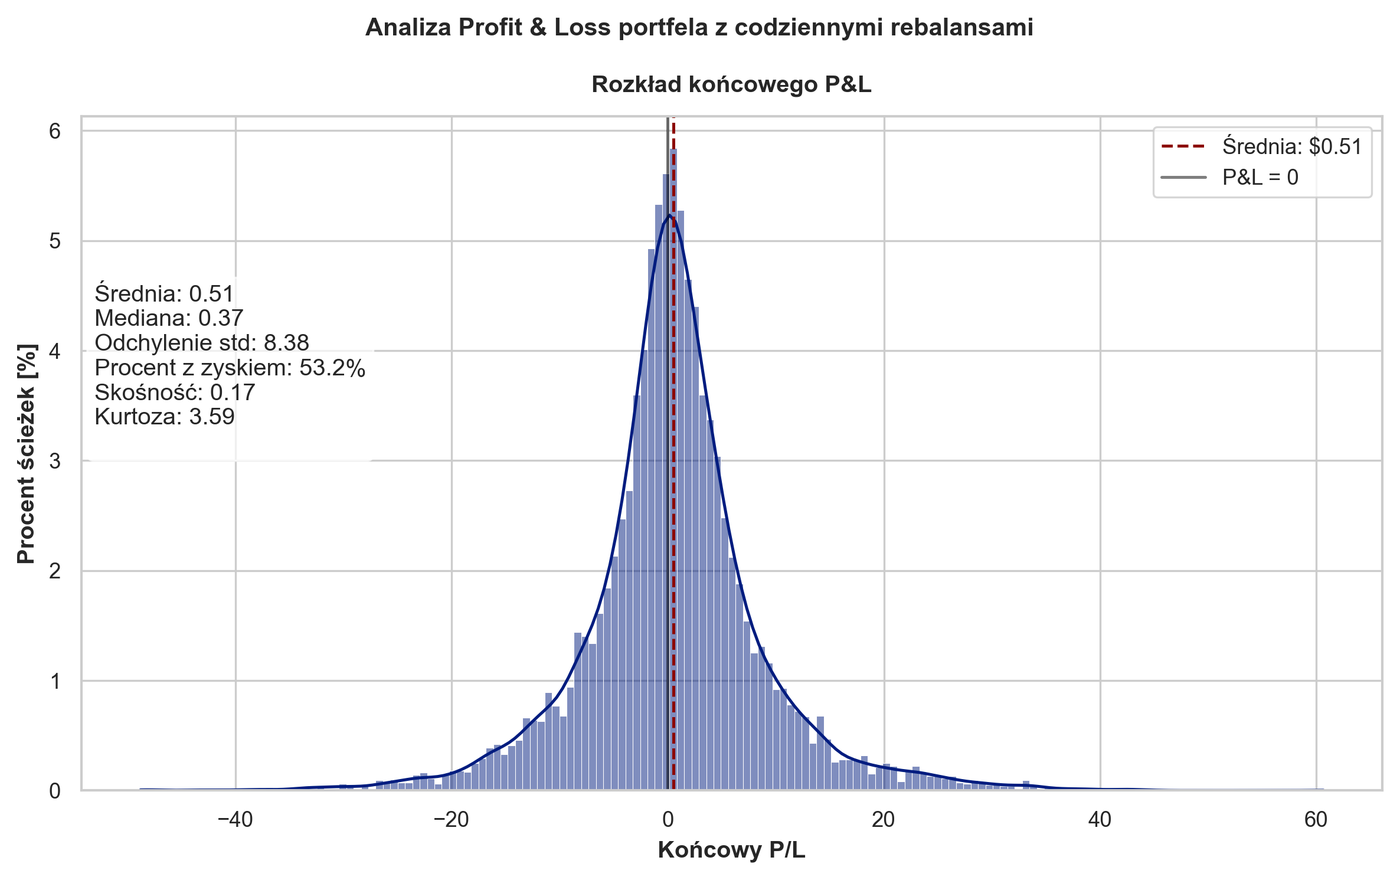 Analiza Profit & Loss portfela z codziennymi rebalansami
Rozkład końcowego P&L
Średnia: $0.51
P&L = 0
Średnia: 0.51
Mediana: 0.37
Odchylenie std: 8.38
Procent z zyskiem: 53.2%
Skośność: 0.17
Kurtoza: 3.59
Procent ścieżek [%]
6
5
4
3
2
1
0
−40
−20
0
20
40
60
Końcowy P/L